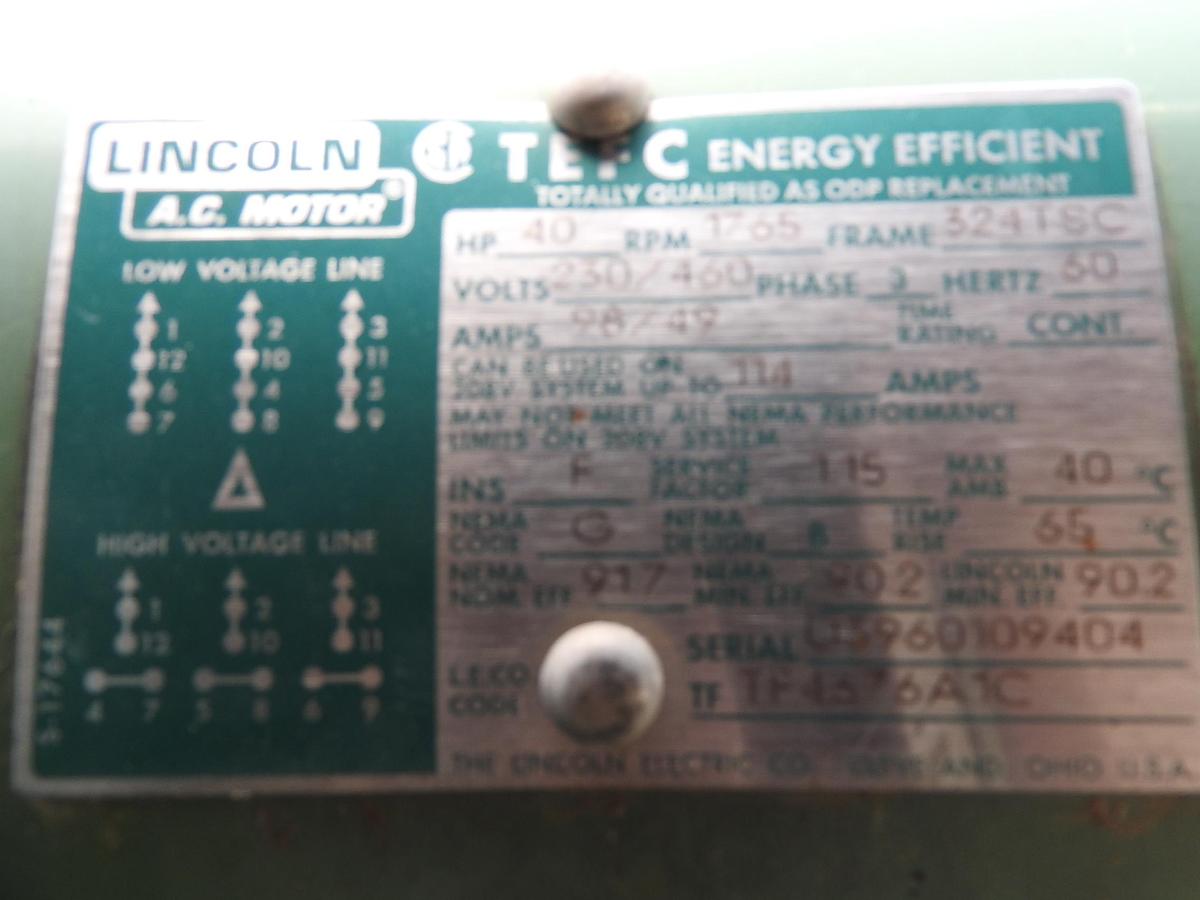 LINCOLN
A.C. MOTOR®
TEFC ENERGY EFFICIENT
TOTALLY QUALIFIED AS ODP REPLACEMENT
LOW VOLTAGE LINE
1 2 3
12 10 11
6 4 5
7 8 9
HIGH VOLTAGE LINE
1 2 3
12 10 11
4 7 5 8 6 9
S-17644
HP 40 RPM 1765 FRAME 324TSC
VOLTS 230/460 PHASE 3 HERTZ 60
AMPS 98/49 TIME RATING CONT.
CAN BE USED ON
208V SYSTEM UP TO 114 AMPS
MAY NOT MEET ALL NEMA PERFORMANCE
LIMITS ON 208V SYSTEM
INS F SERVICE FACTOR 1 15 MAX AMB 40 °C
NEMA CODE G NEMA DESIGN B TEMP RISE 65 °C
NEMA NOM. EFF 91 7 NEMA MIN. EFF 90 2 LINCOLN MIN. EFF. 90.2
SERIAL
LECO CODE TF
THE LINCOLN ELECTRIC CO. CLEVELAND, OHIO U.S.A.